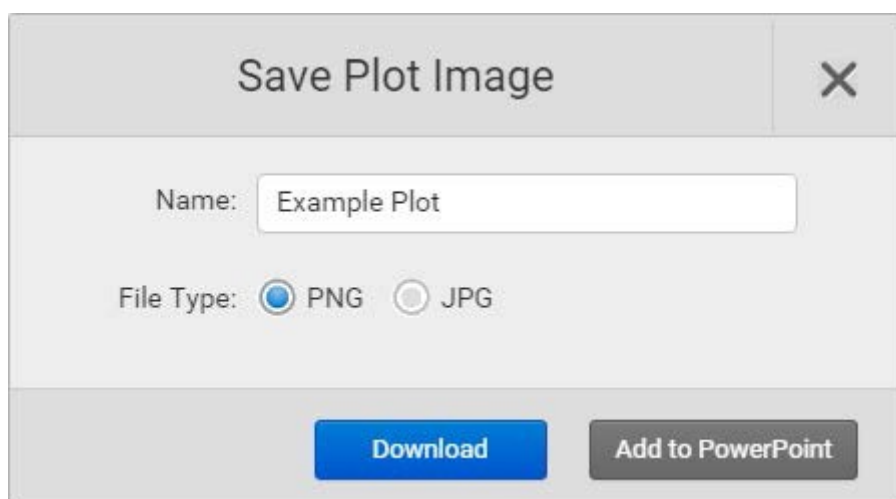 Save Plot Image
Name: Example Plot
File Type: PNG JPG
Download Add to PowerPoint